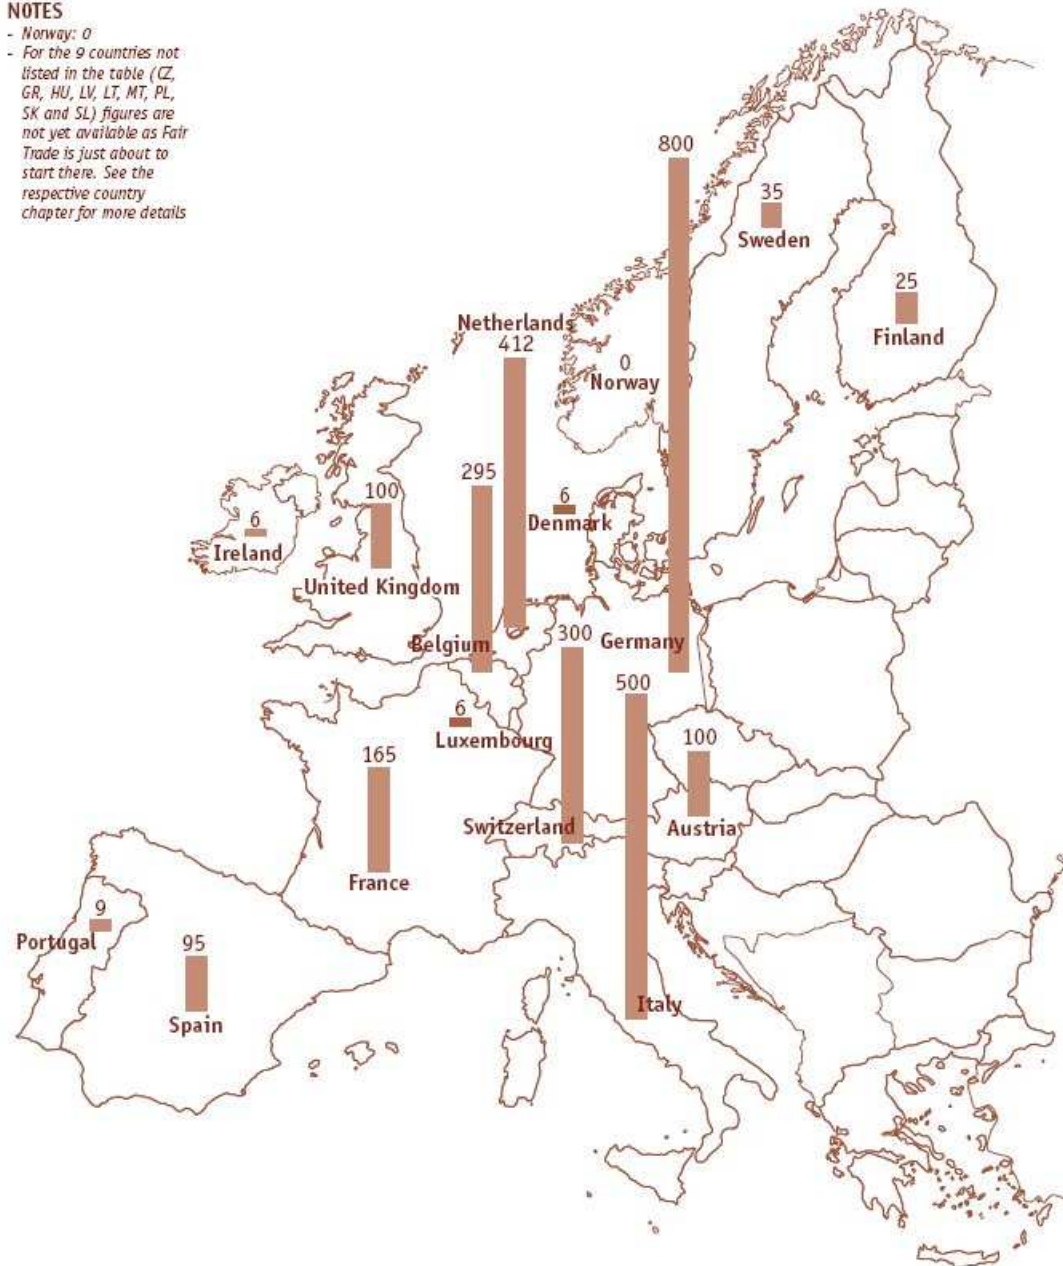 NOTES
- Norway: 0
- For the 9 countries not
listed in the table (CZ,
GR, HU, LV, LT, MT, PL,
SK and SL) figures are
not yet available as Fair
Trade is just about to
start there. See the
respective country
chapter for more details
800
35
Sweden
25
Finland
Netherlands
412
0
Norway
295
100
United Kingdom
6
Denmark
6
Ireland
Belgium
300
Germany
500
6
Luxembourg
100
Austria
165
France
Switzerland
9
Portugal
95
Spain
Italy